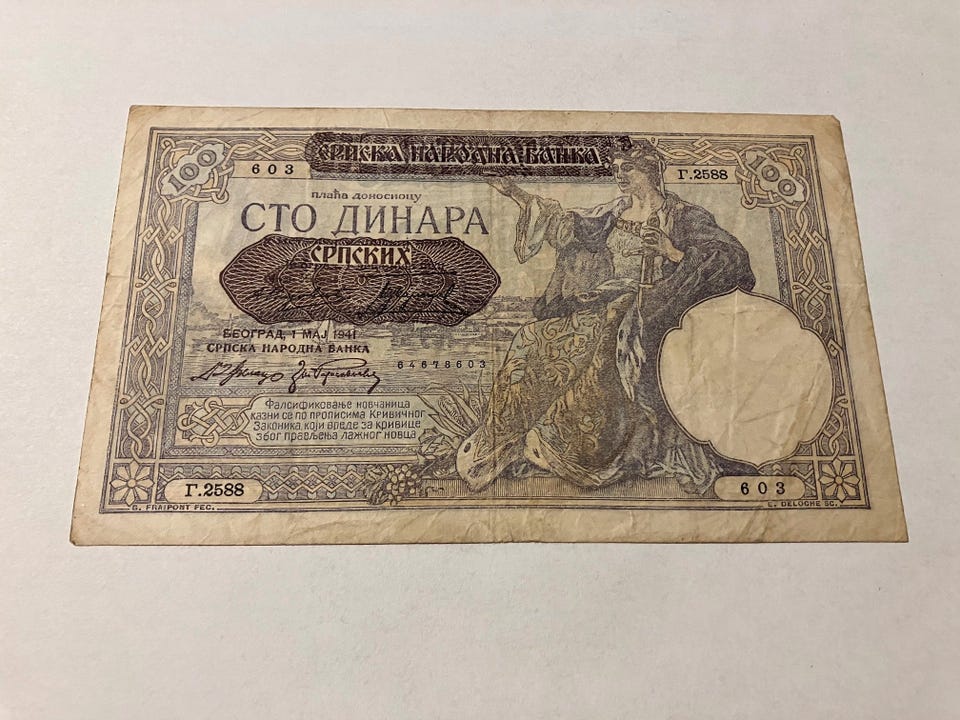 СРПСКА НАРОДНА БАНКА
100
603
Г.2588
100
плаћа доносиоцу
СТО ДИНАРА
СРПСКИХ
БЕОГРАД, 1 МАЈ 1941
СРПСКА НАРОДНА БАНКА
64678603
Фалсификовање новчаница
казни се по прописима Кривичног
Законика, који вреде за кривице
због прављења лажног новца
Г.2588
603
G. FRAIPONT FEC.
E. DELOCHE SC.